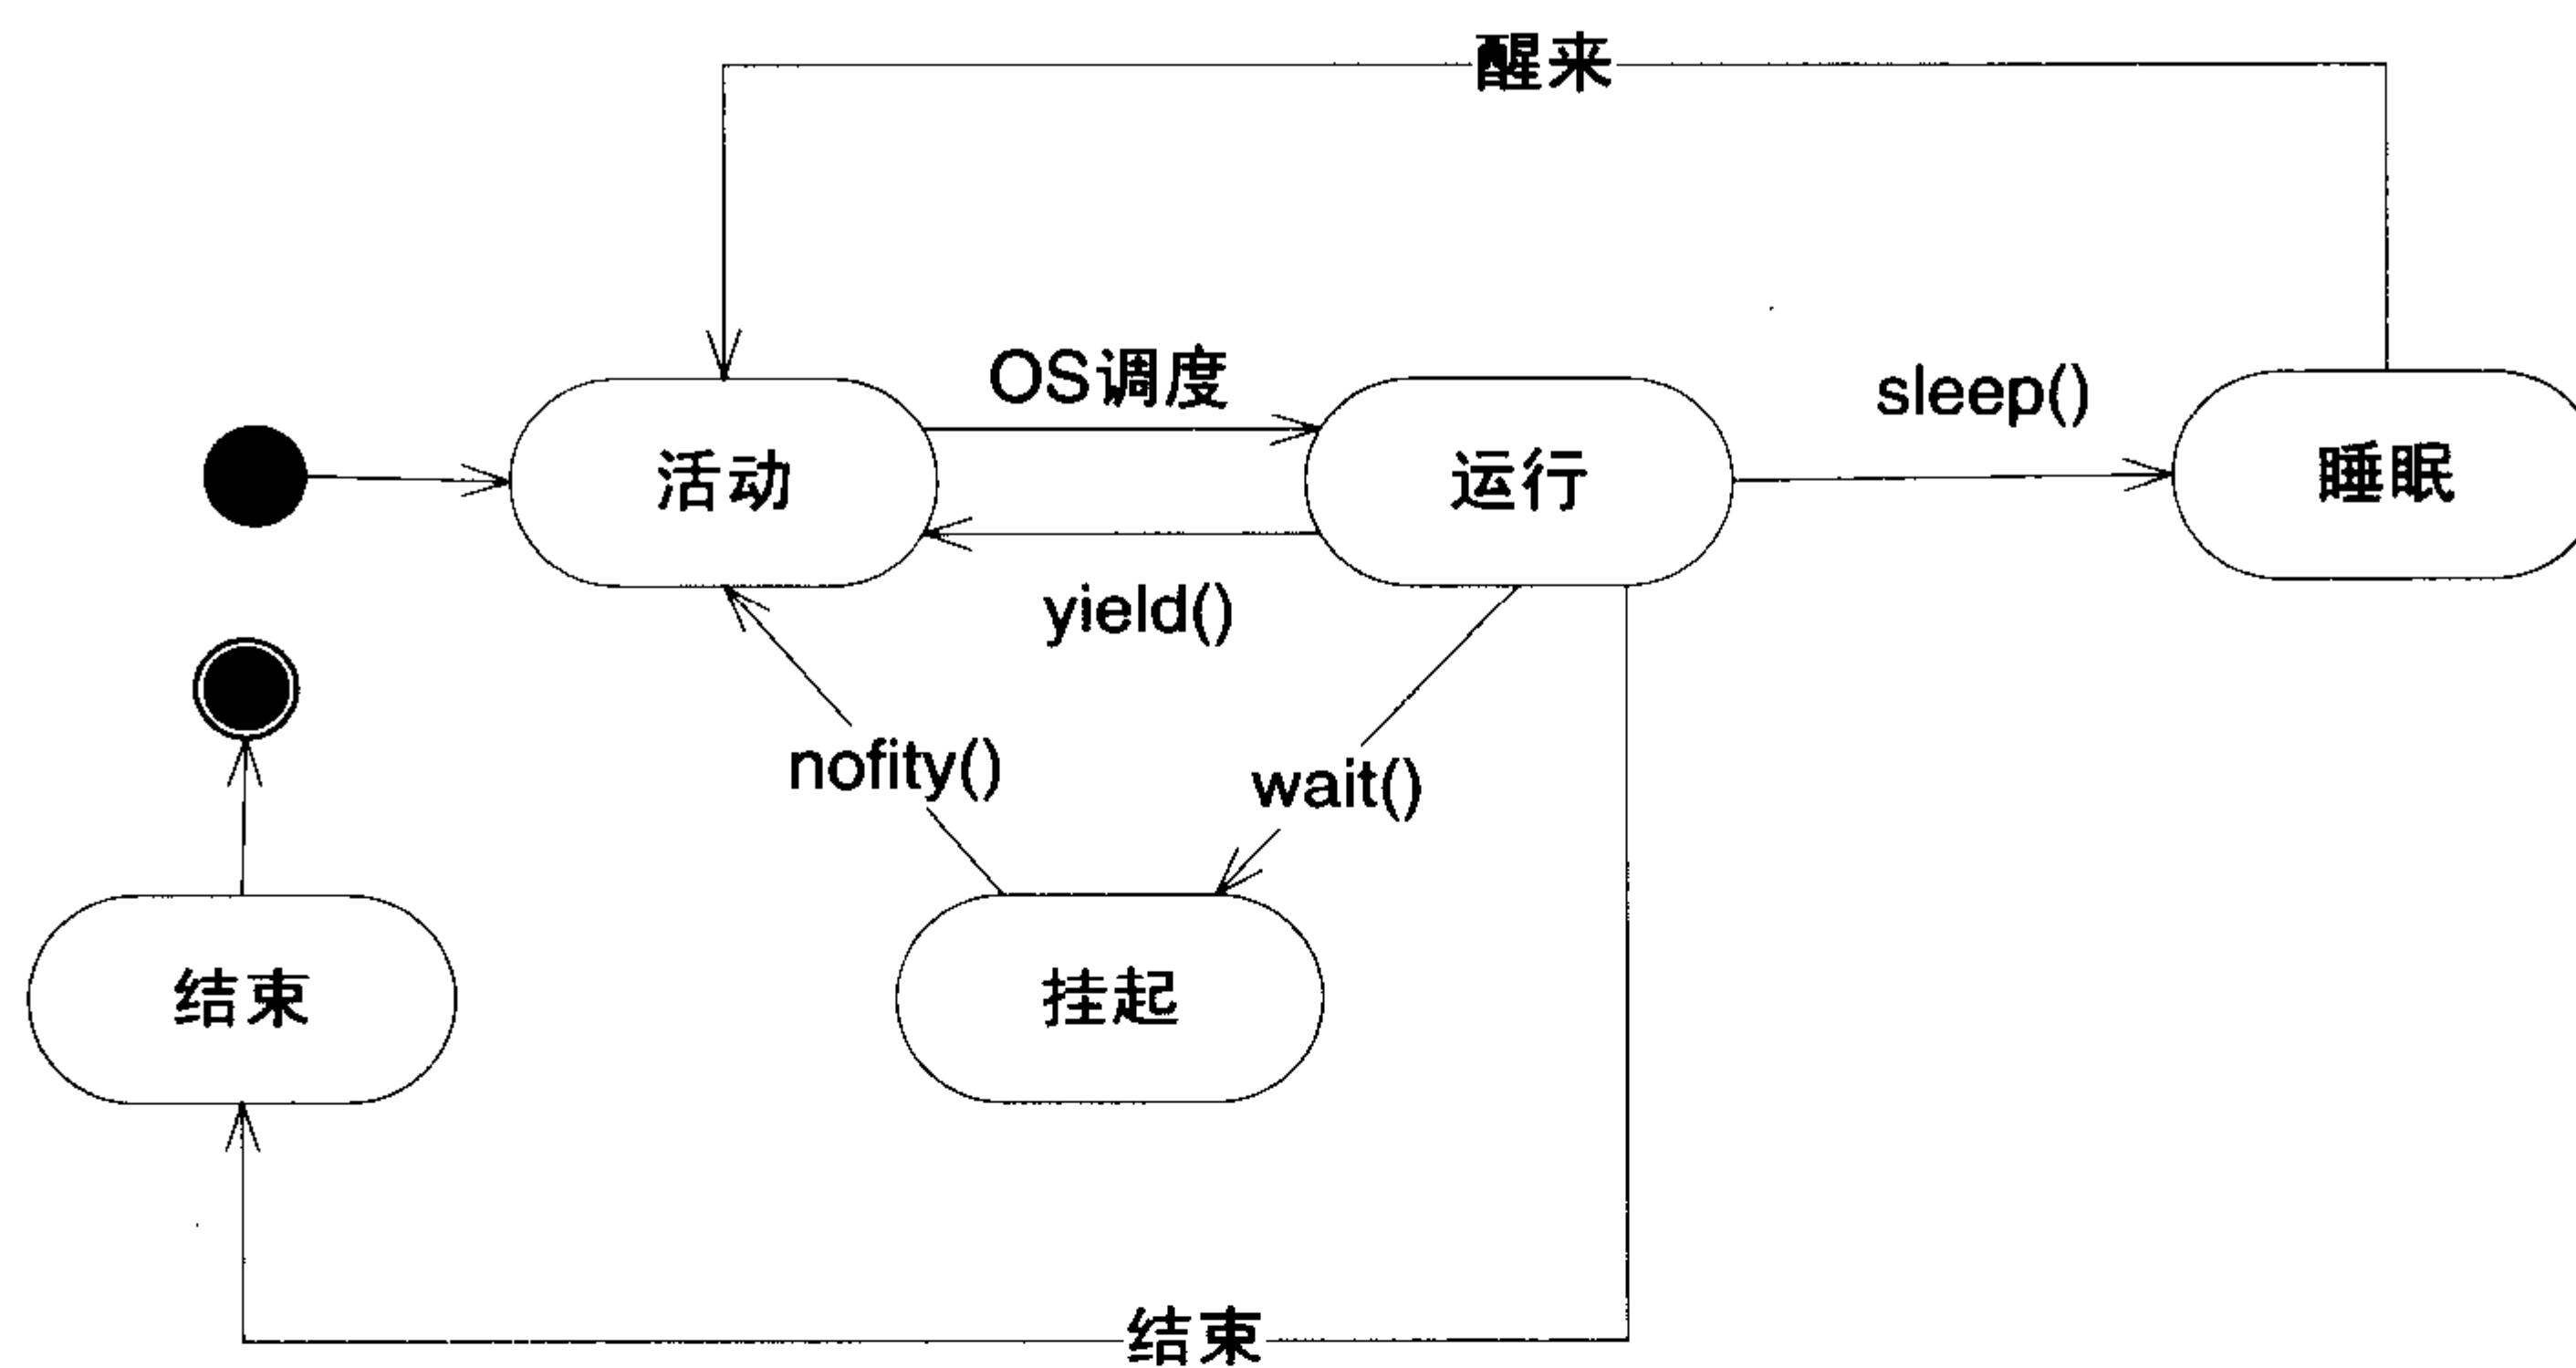 醒来
OS调度
sleep()
活动
运行
睡眠
yield()
nofity()
wait()
结束
挂起
结束